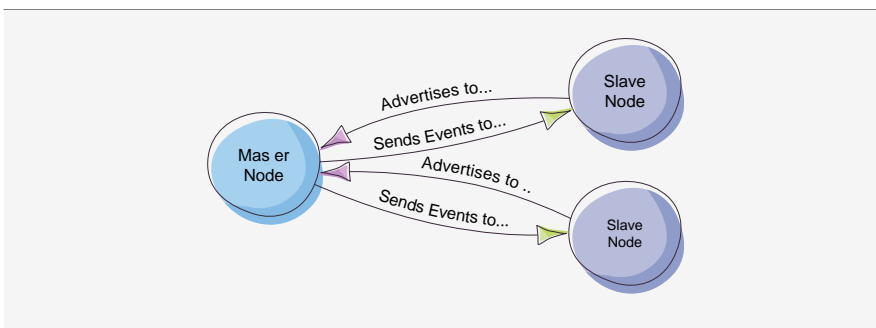 Slave
Node
Advertises to...
Sends Events to...
Mas er
Node
Advertises to ..
Sends Events to...
Slave
Node